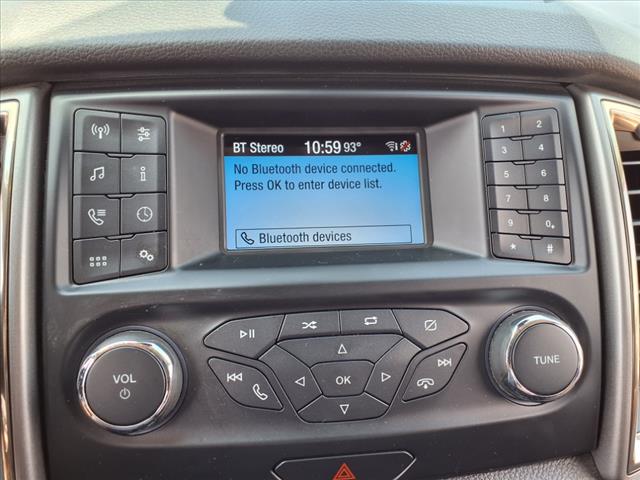 BT Stereo 10:59 93°
No Bluetooth device connected.
Press OK to enter device list.
Bluetooth devices
1 2
3 4
5 6
7 8
9 0+
* #
i
VOL
OK
TUNE